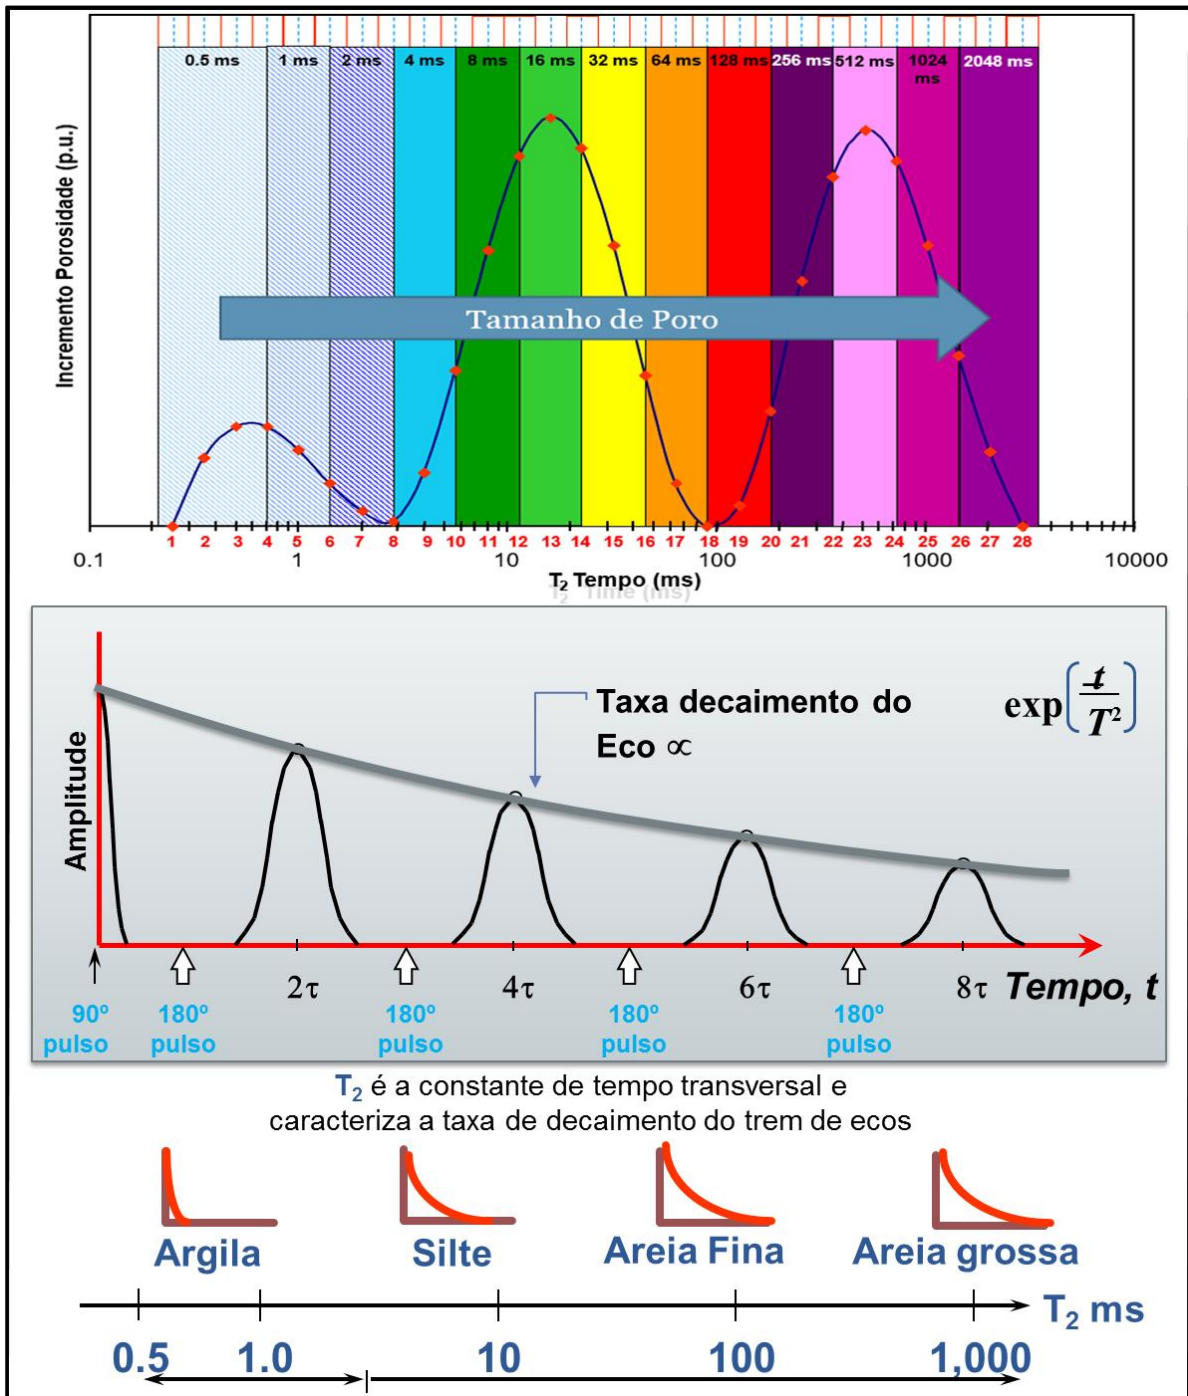 0.5 ms 1 ms 2 ms 4 ms 8 ms 16 ms 32 ms 64 ms 128 ms 256 ms 512 ms 1024 ms 2048 ms
Incremento Porosidade (p.u.)
Tamanho de Poro
1 2 3 4 5 6 7 8 9 10 11 12 13 14 15 16 17 18 19 20 21 22 23 24 25 26 27 28
0.1 1 10 100 1000 10000
T2 Tempo (ms)
T2 Time (ms)
Amplitude
Taxa decaimento do
Eco ∝
exp(-t/T²)
2τ 4τ 6τ 8τ Tempo, t
90º 180º 180º 180º 180º
pulso pulso pulso pulso pulso
T2 é a constante de tempo transversal e
caracteriza a taxa de decaimento do trem de ecos
Argila Silte Areia Fina Areia grossa
T2 ms
0.5 1.0 10 100 1,000